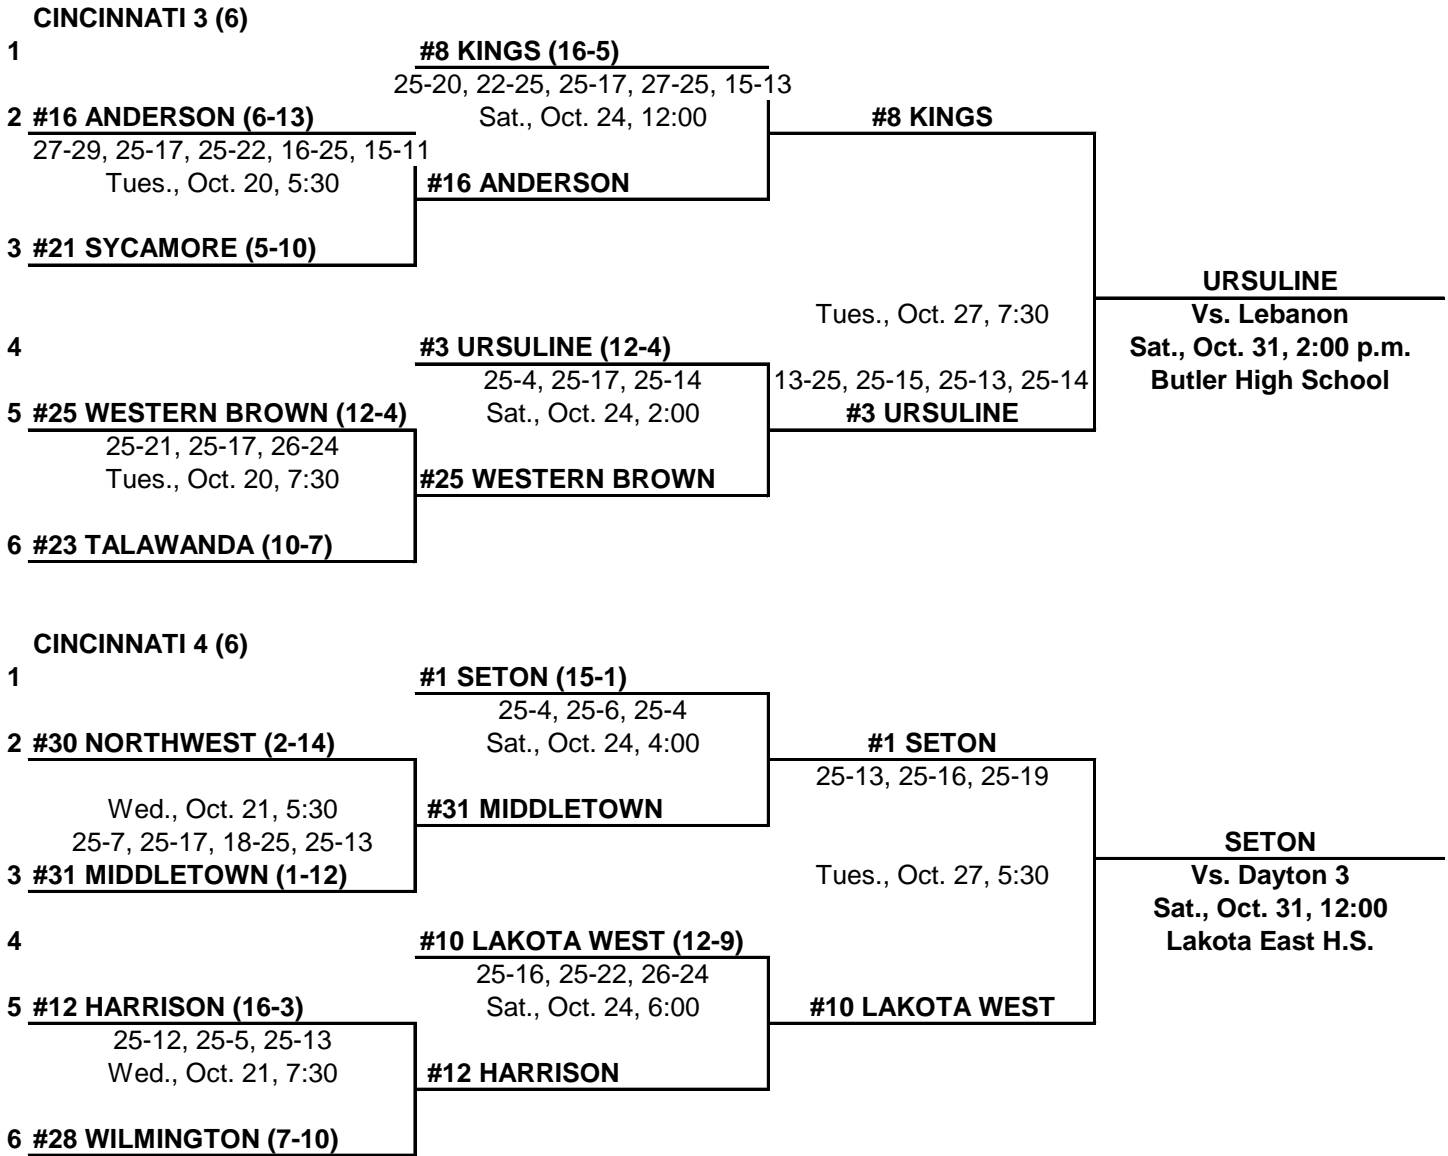 CINCINNATI 3 (6)
1 #8 KINGS (16-5)
25-20, 22-25, 25-17, 27-25, 15-13
2 #16 ANDERSON (6-13) Sat., Oct. 24, 12:00 #8 KINGS
27-29, 25-17, 25-22, 16-25, 15-11
Tues., Oct. 20, 5:30 #16 ANDERSON
3 #21 SYCAMORE (5-10)
URSULINE
Tues., Oct. 27, 7:30 Vs. Lebanon
4 #3 URSULINE (12-4) Sat., Oct. 31, 2:00 p.m.
25-4, 25-17, 25-14 13-25, 25-15, 25-13, 25-14 Butler High School
5 #25 WESTERN BROWN (12-4) Sat., Oct. 24, 2:00 #3 URSULINE
25-21, 25-17, 26-24
Tues., Oct. 20, 7:30 #25 WESTERN BROWN
6 #23 TALAWANDA (10-7)
CINCINNATI 4 (6)
1 #1 SETON (15-1)
25-4, 25-6, 25-4
2 #30 NORTHWEST (2-14) Sat., Oct. 24, 4:00 #1 SETON
25-13, 25-16, 25-19
Wed., Oct. 21, 5:30 #31 MIDDLETOWN
25-7, 25-17, 18-25, 25-13 SETON
3 #31 MIDDLETOWN (1-12) Tues., Oct. 27, 5:30 Vs. Dayton 3
Sat., Oct. 31, 12:00
4 #10 LAKOTA WEST (12-9) Lakota East H.S.
25-16, 25-22, 26-24
5 #12 HARRISON (16-3) Sat., Oct. 24, 6:00 #10 LAKOTA WEST
25-12, 25-5, 25-13
Wed., Oct. 21, 7:30 #12 HARRISON
6 #28 WILMINGTON (7-10)